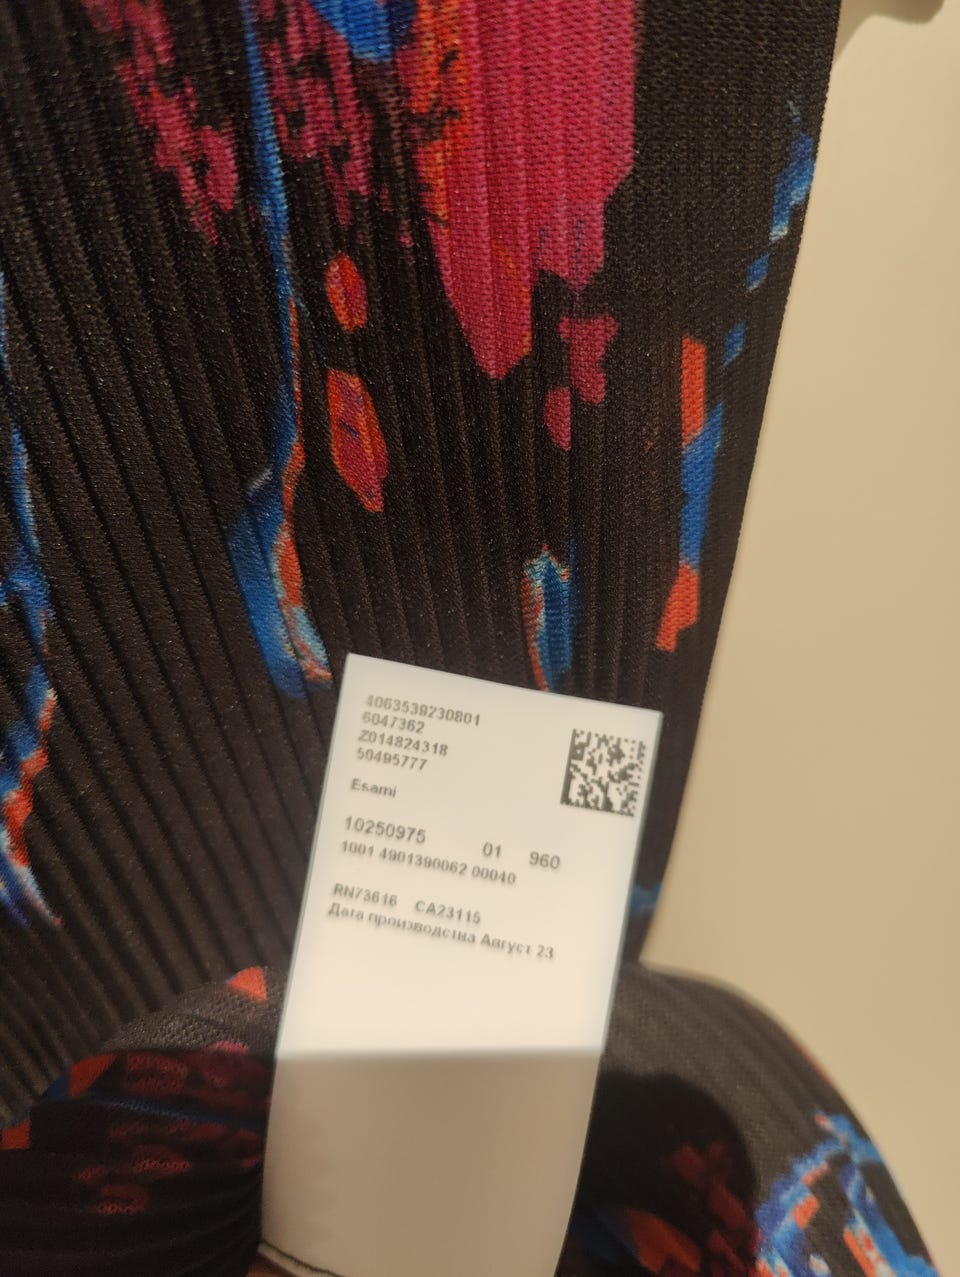 4063539230801
6047362
Z014824318
50495777
Esami
10250975 01 960
1001 4901390062 00040
RN73616 CA23115
Дата производства Август 23